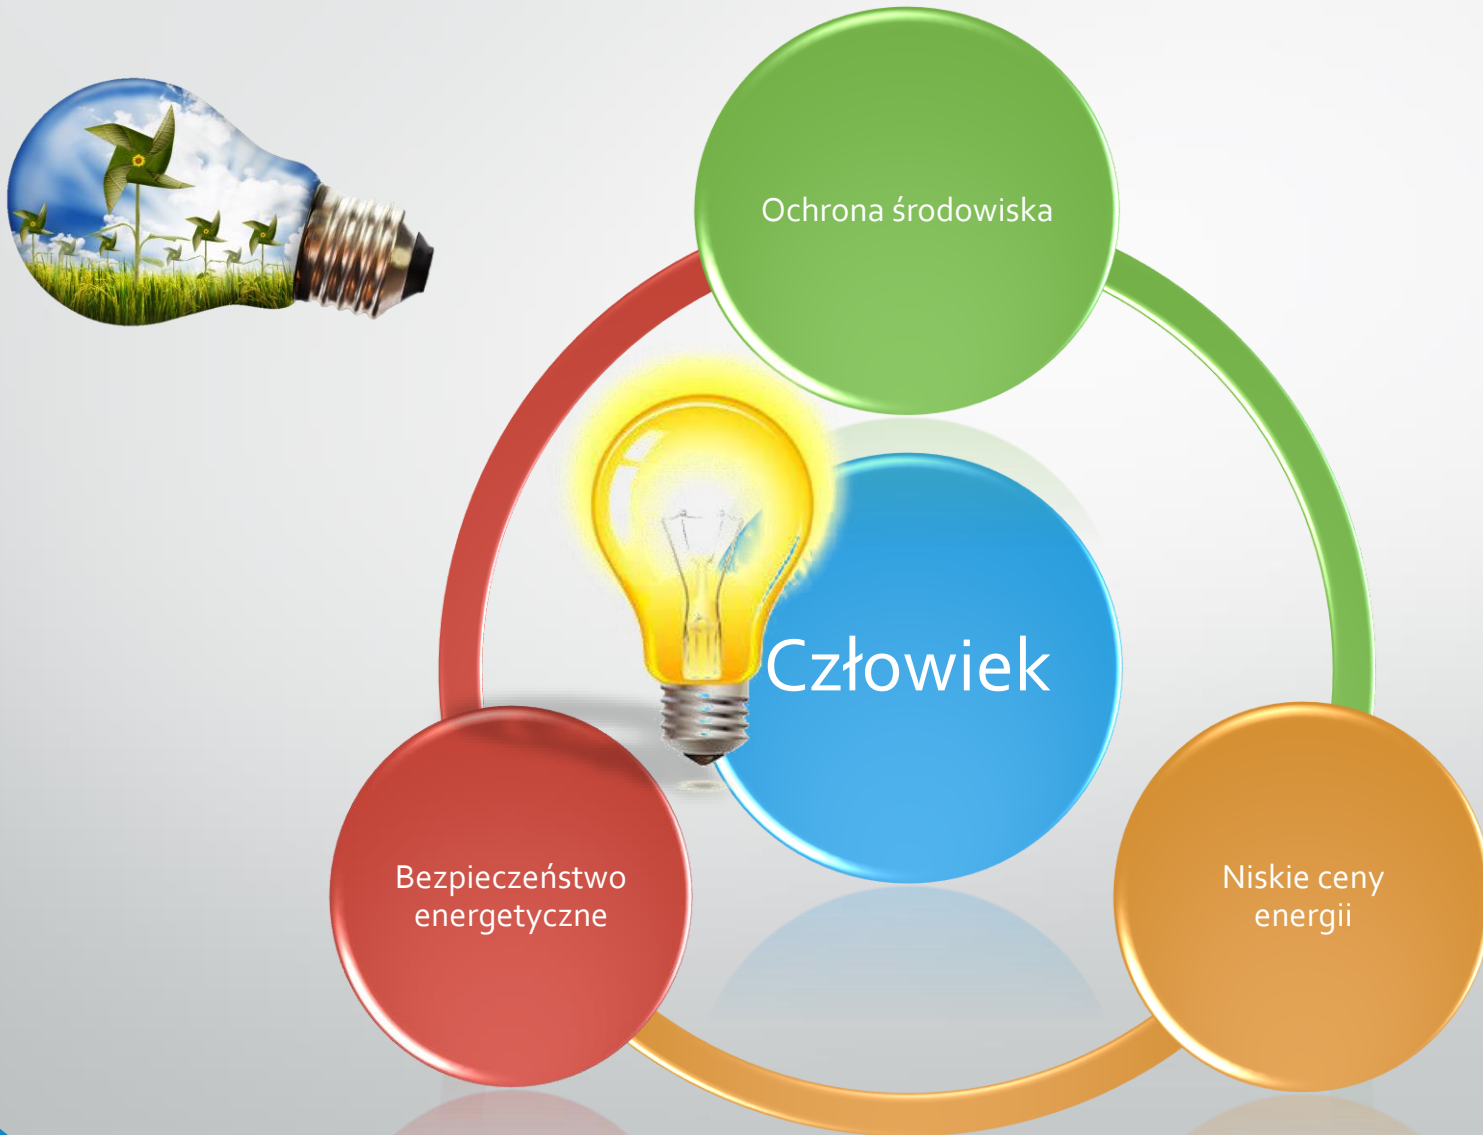 Ochrona środowiska
Człowiek
Bezpieczeństwo
energetyczne
Niskie ceny
energii